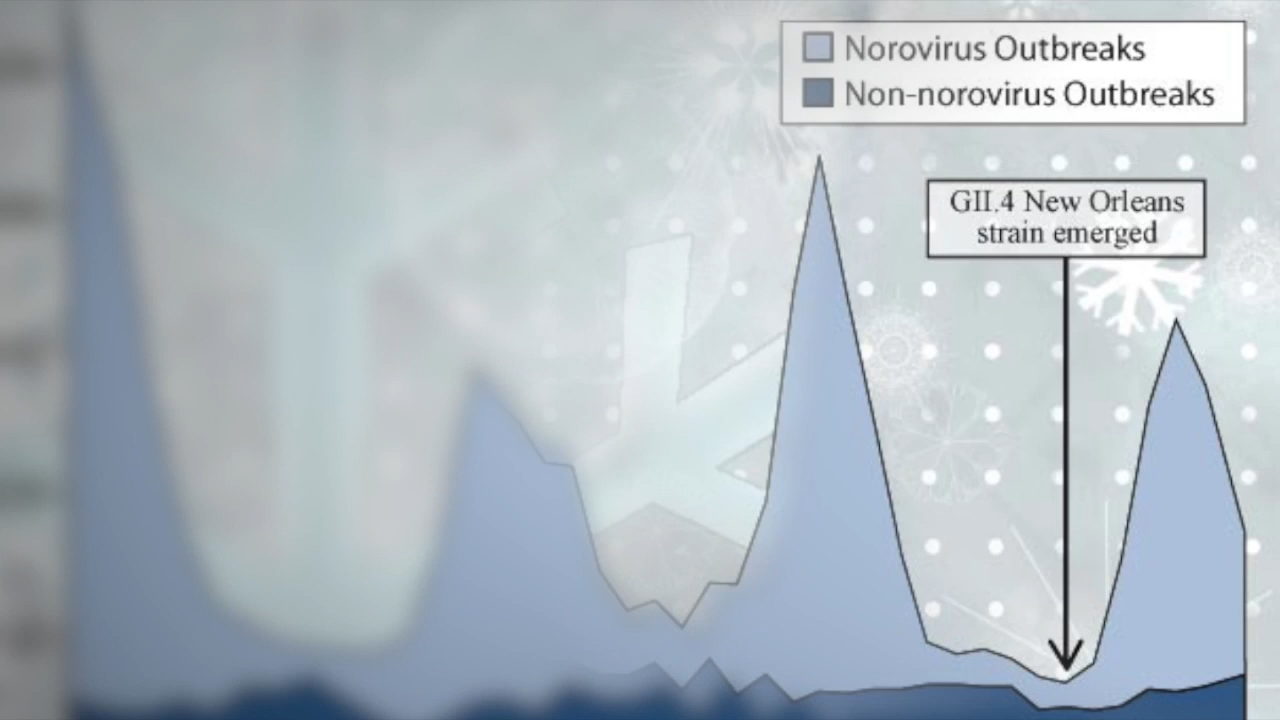 Norovirus Outbreaks
Non-norovirus Outbreaks
GII.4 New Orleans
strain emerged